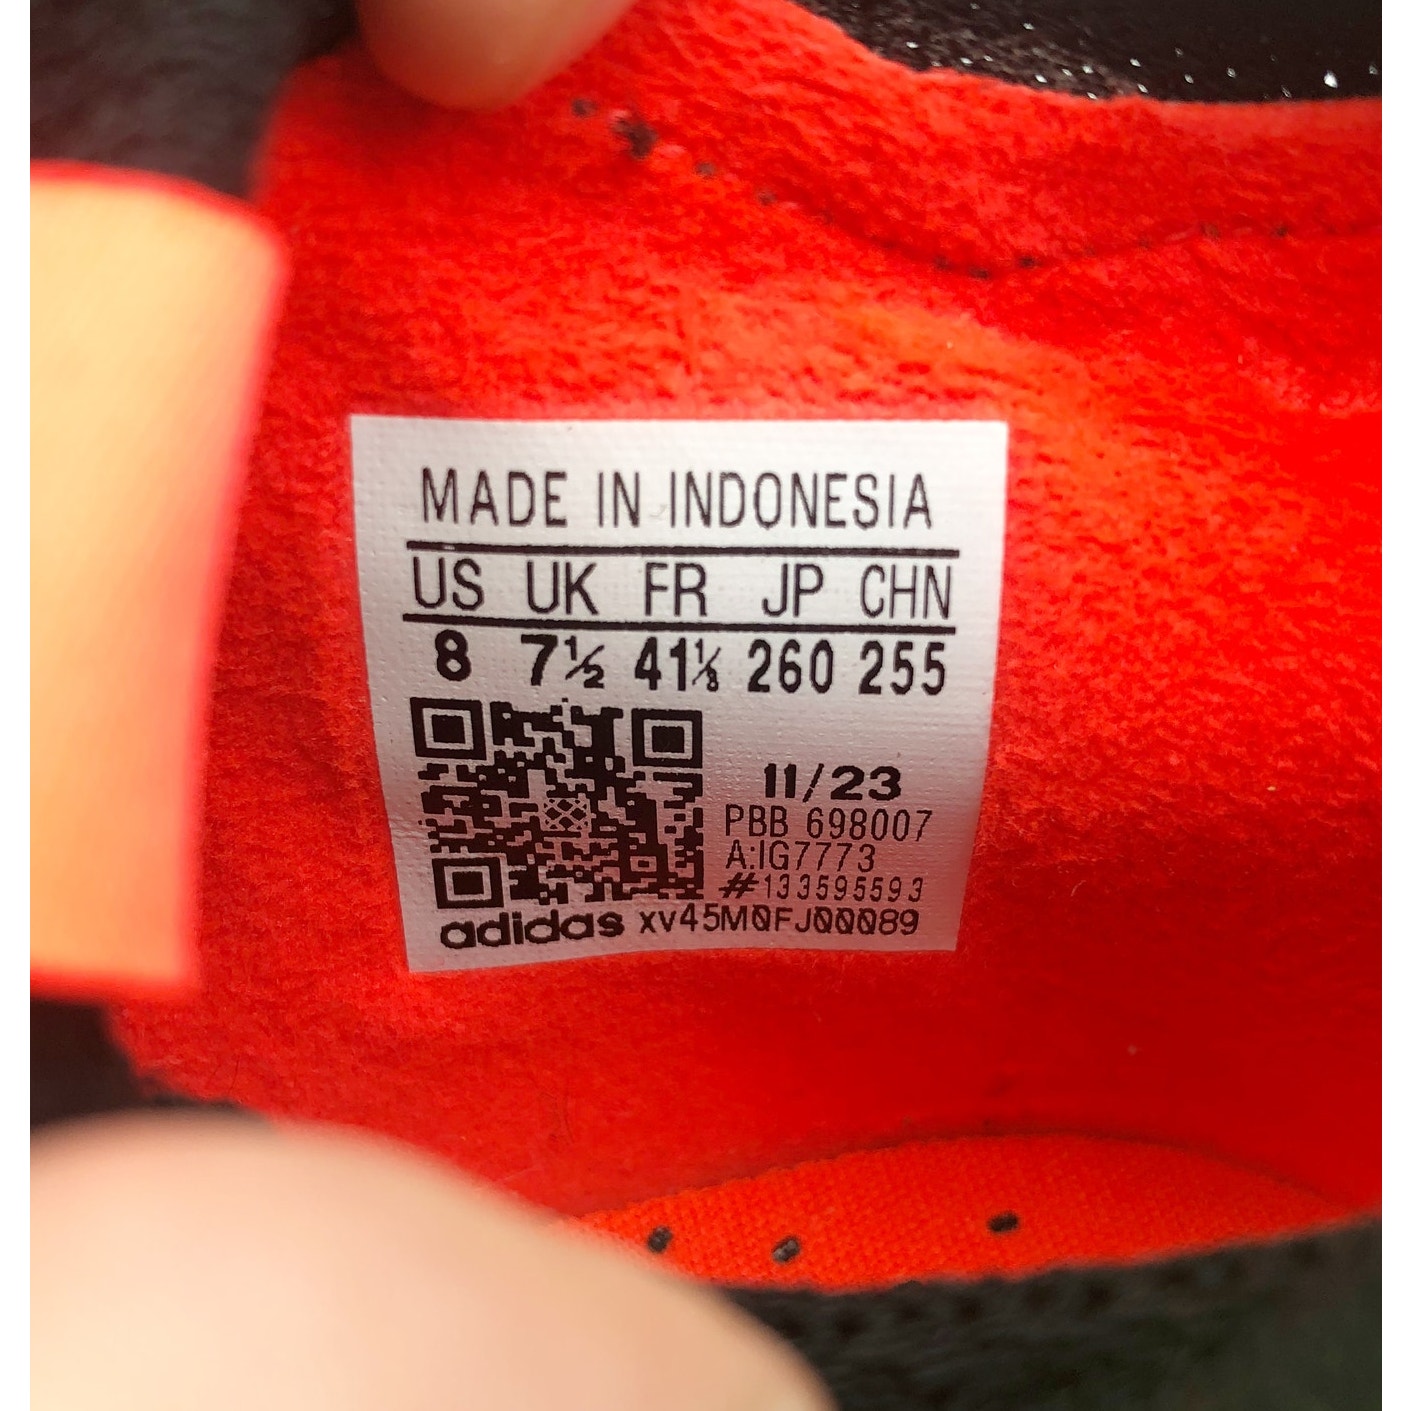 MADE IN INDONESIA
US UK FR JP CHN
8 7½ 41⅓ 260 255
11/23
PBB 698007
A:IG7773
#133595593
adidas XV45M0FJ00089